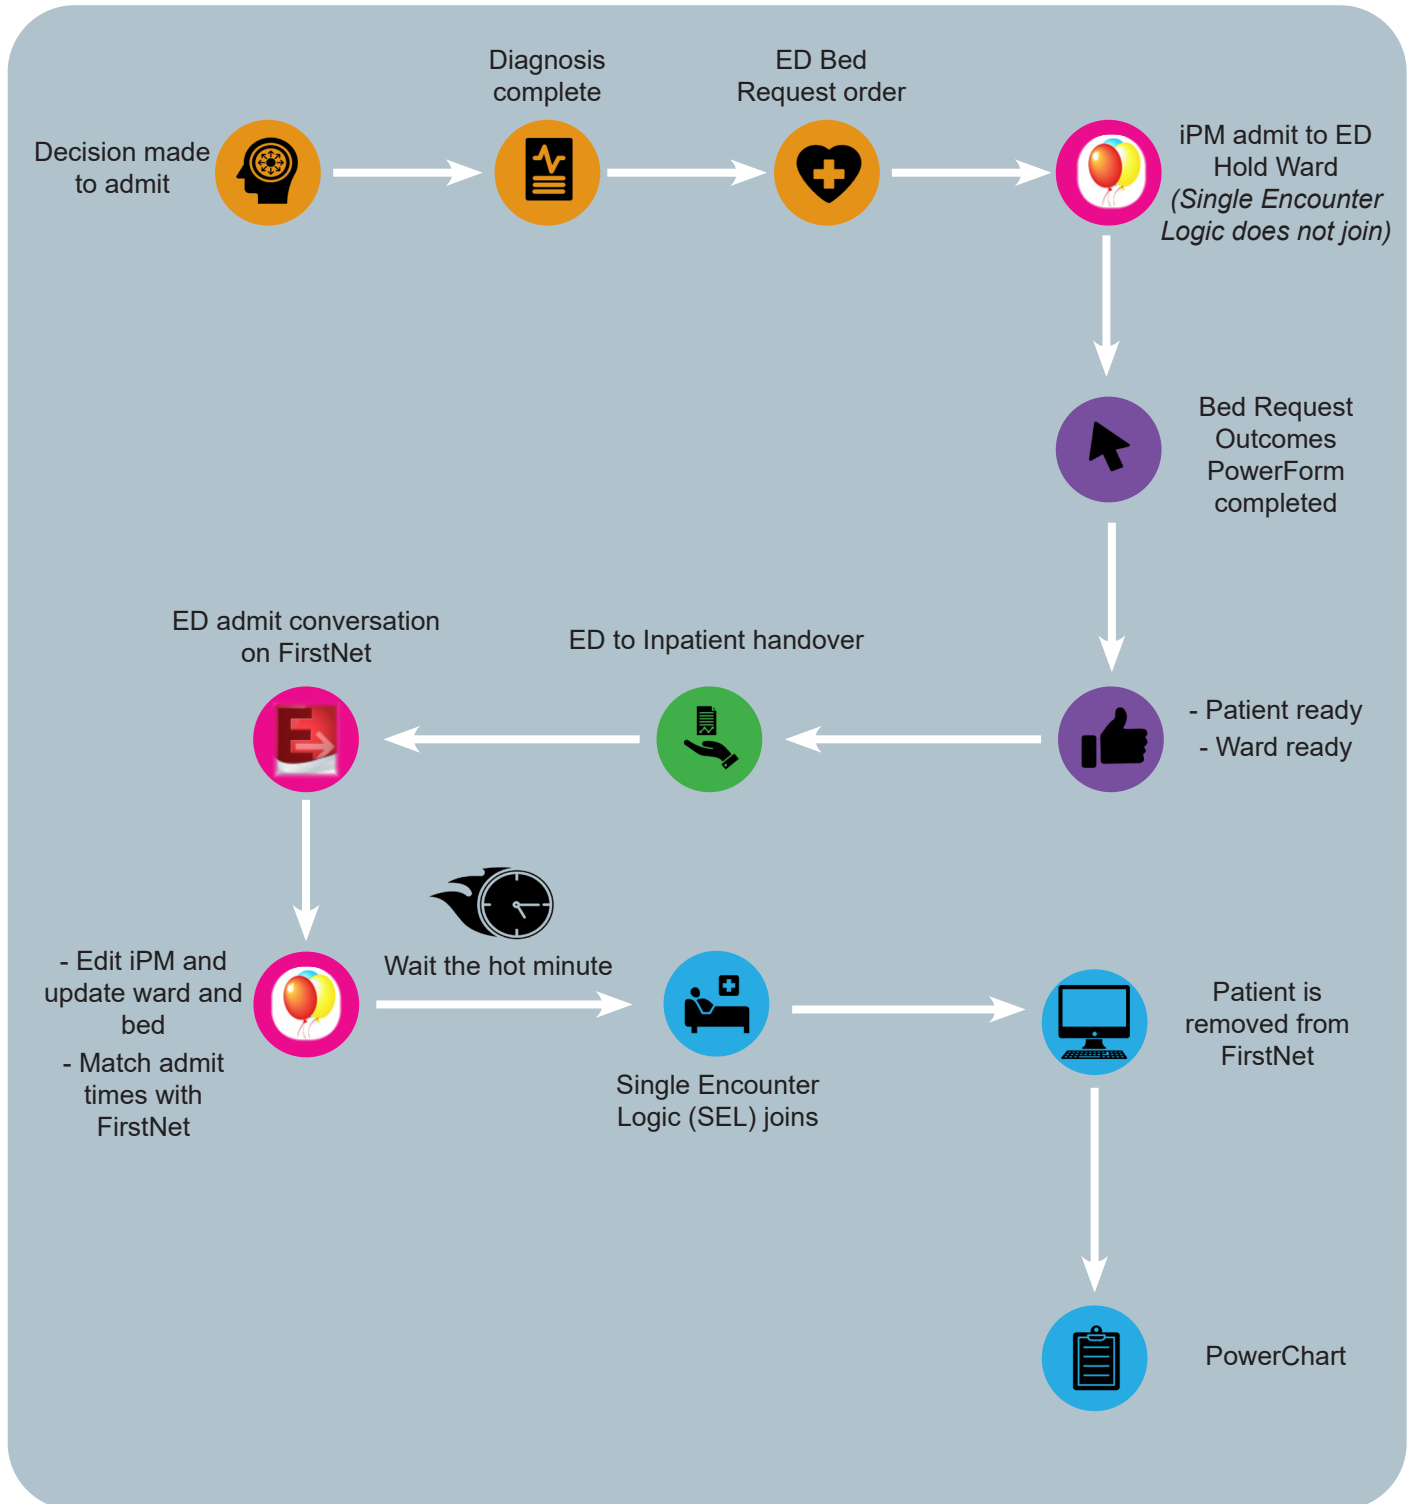 Decision made
to admit
Diagnosis
complete
ED Bed
Request order
iPM admit to ED
Hold Ward
(Single Encounter
Logic does not join)
Bed Request
Outcomes
PowerForm
completed
- Patient ready
- Ward ready
ED to Inpatient handover
ED admit conversation
on FirstNet
E
- Edit iPM and
update ward and
bed
- Match admit
times with
FirstNet
Wait the hot minute
Single Encounter
Logic (SEL) joins
Patient is
removed from
FirstNet
PowerChart